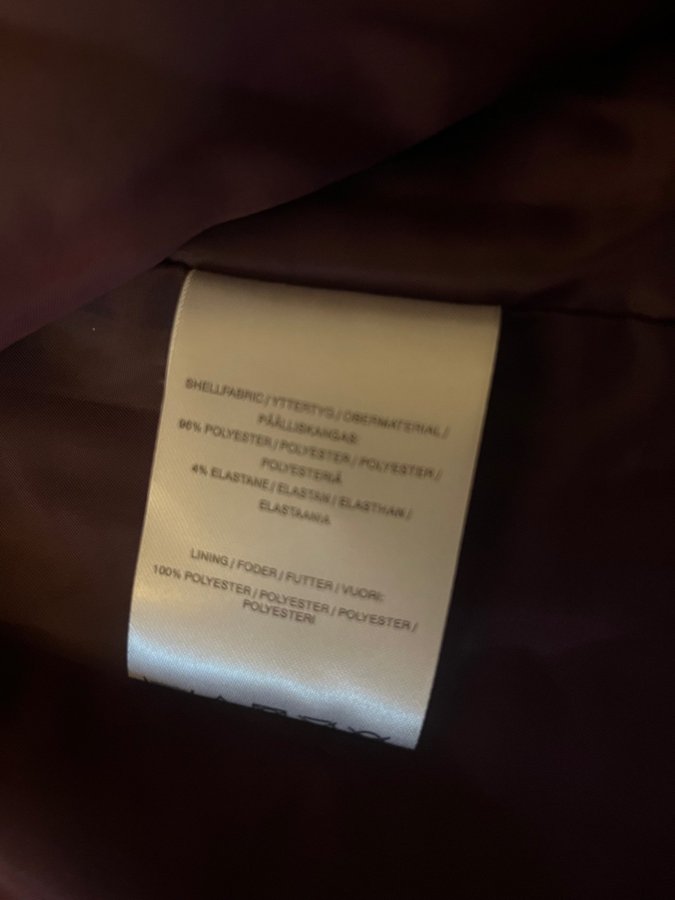 SHELLFABRIC / YTTERTYG / OBERMATERIAL /
PÄÄLLISKANGAS
96% POLYESTER / POLYESTER / POLYESTER /
POLYESTERIÄ
4% ELASTANE / ELASTAN / ELASTHAN /
ELASTAANIA
LINING / FODER / FUTTER / VUORI:
100% POLYESTER / POLYESTER / POLYESTER /
POLYESTERI